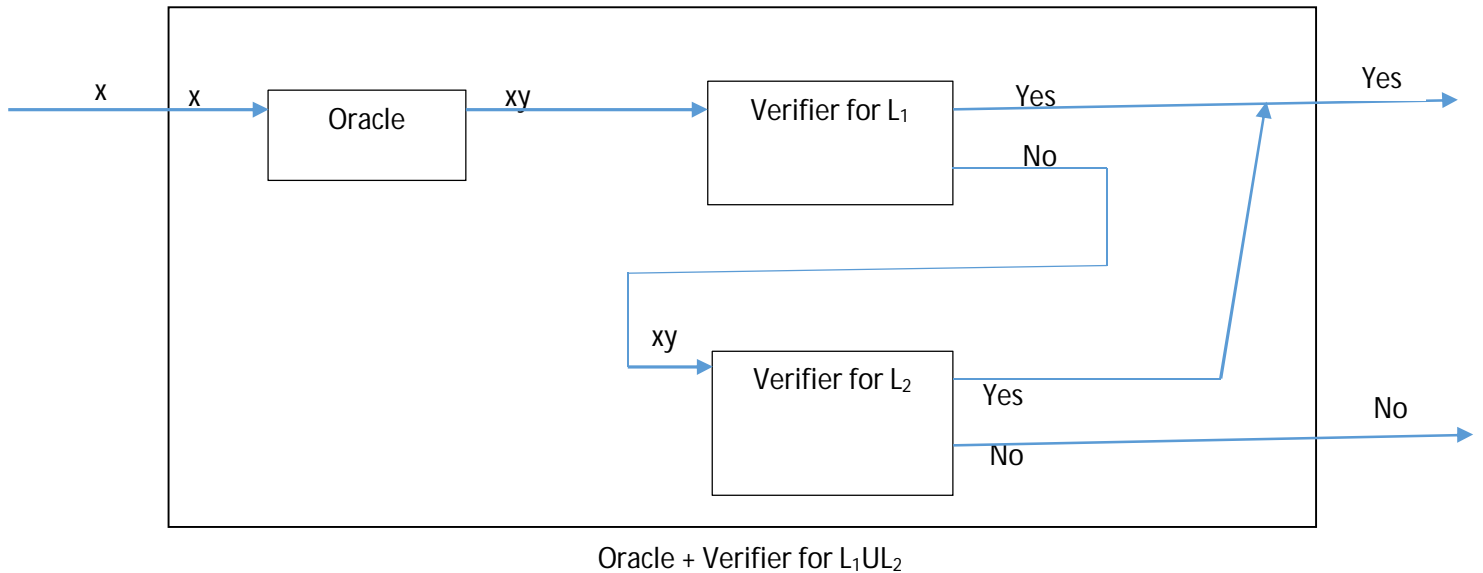 x
x
Oracle
xy
Verifier for L₁
Yes
Yes
No
xy
Verifier for L₂
Yes
No
No
Oracle + Verifier for L₁UL₂